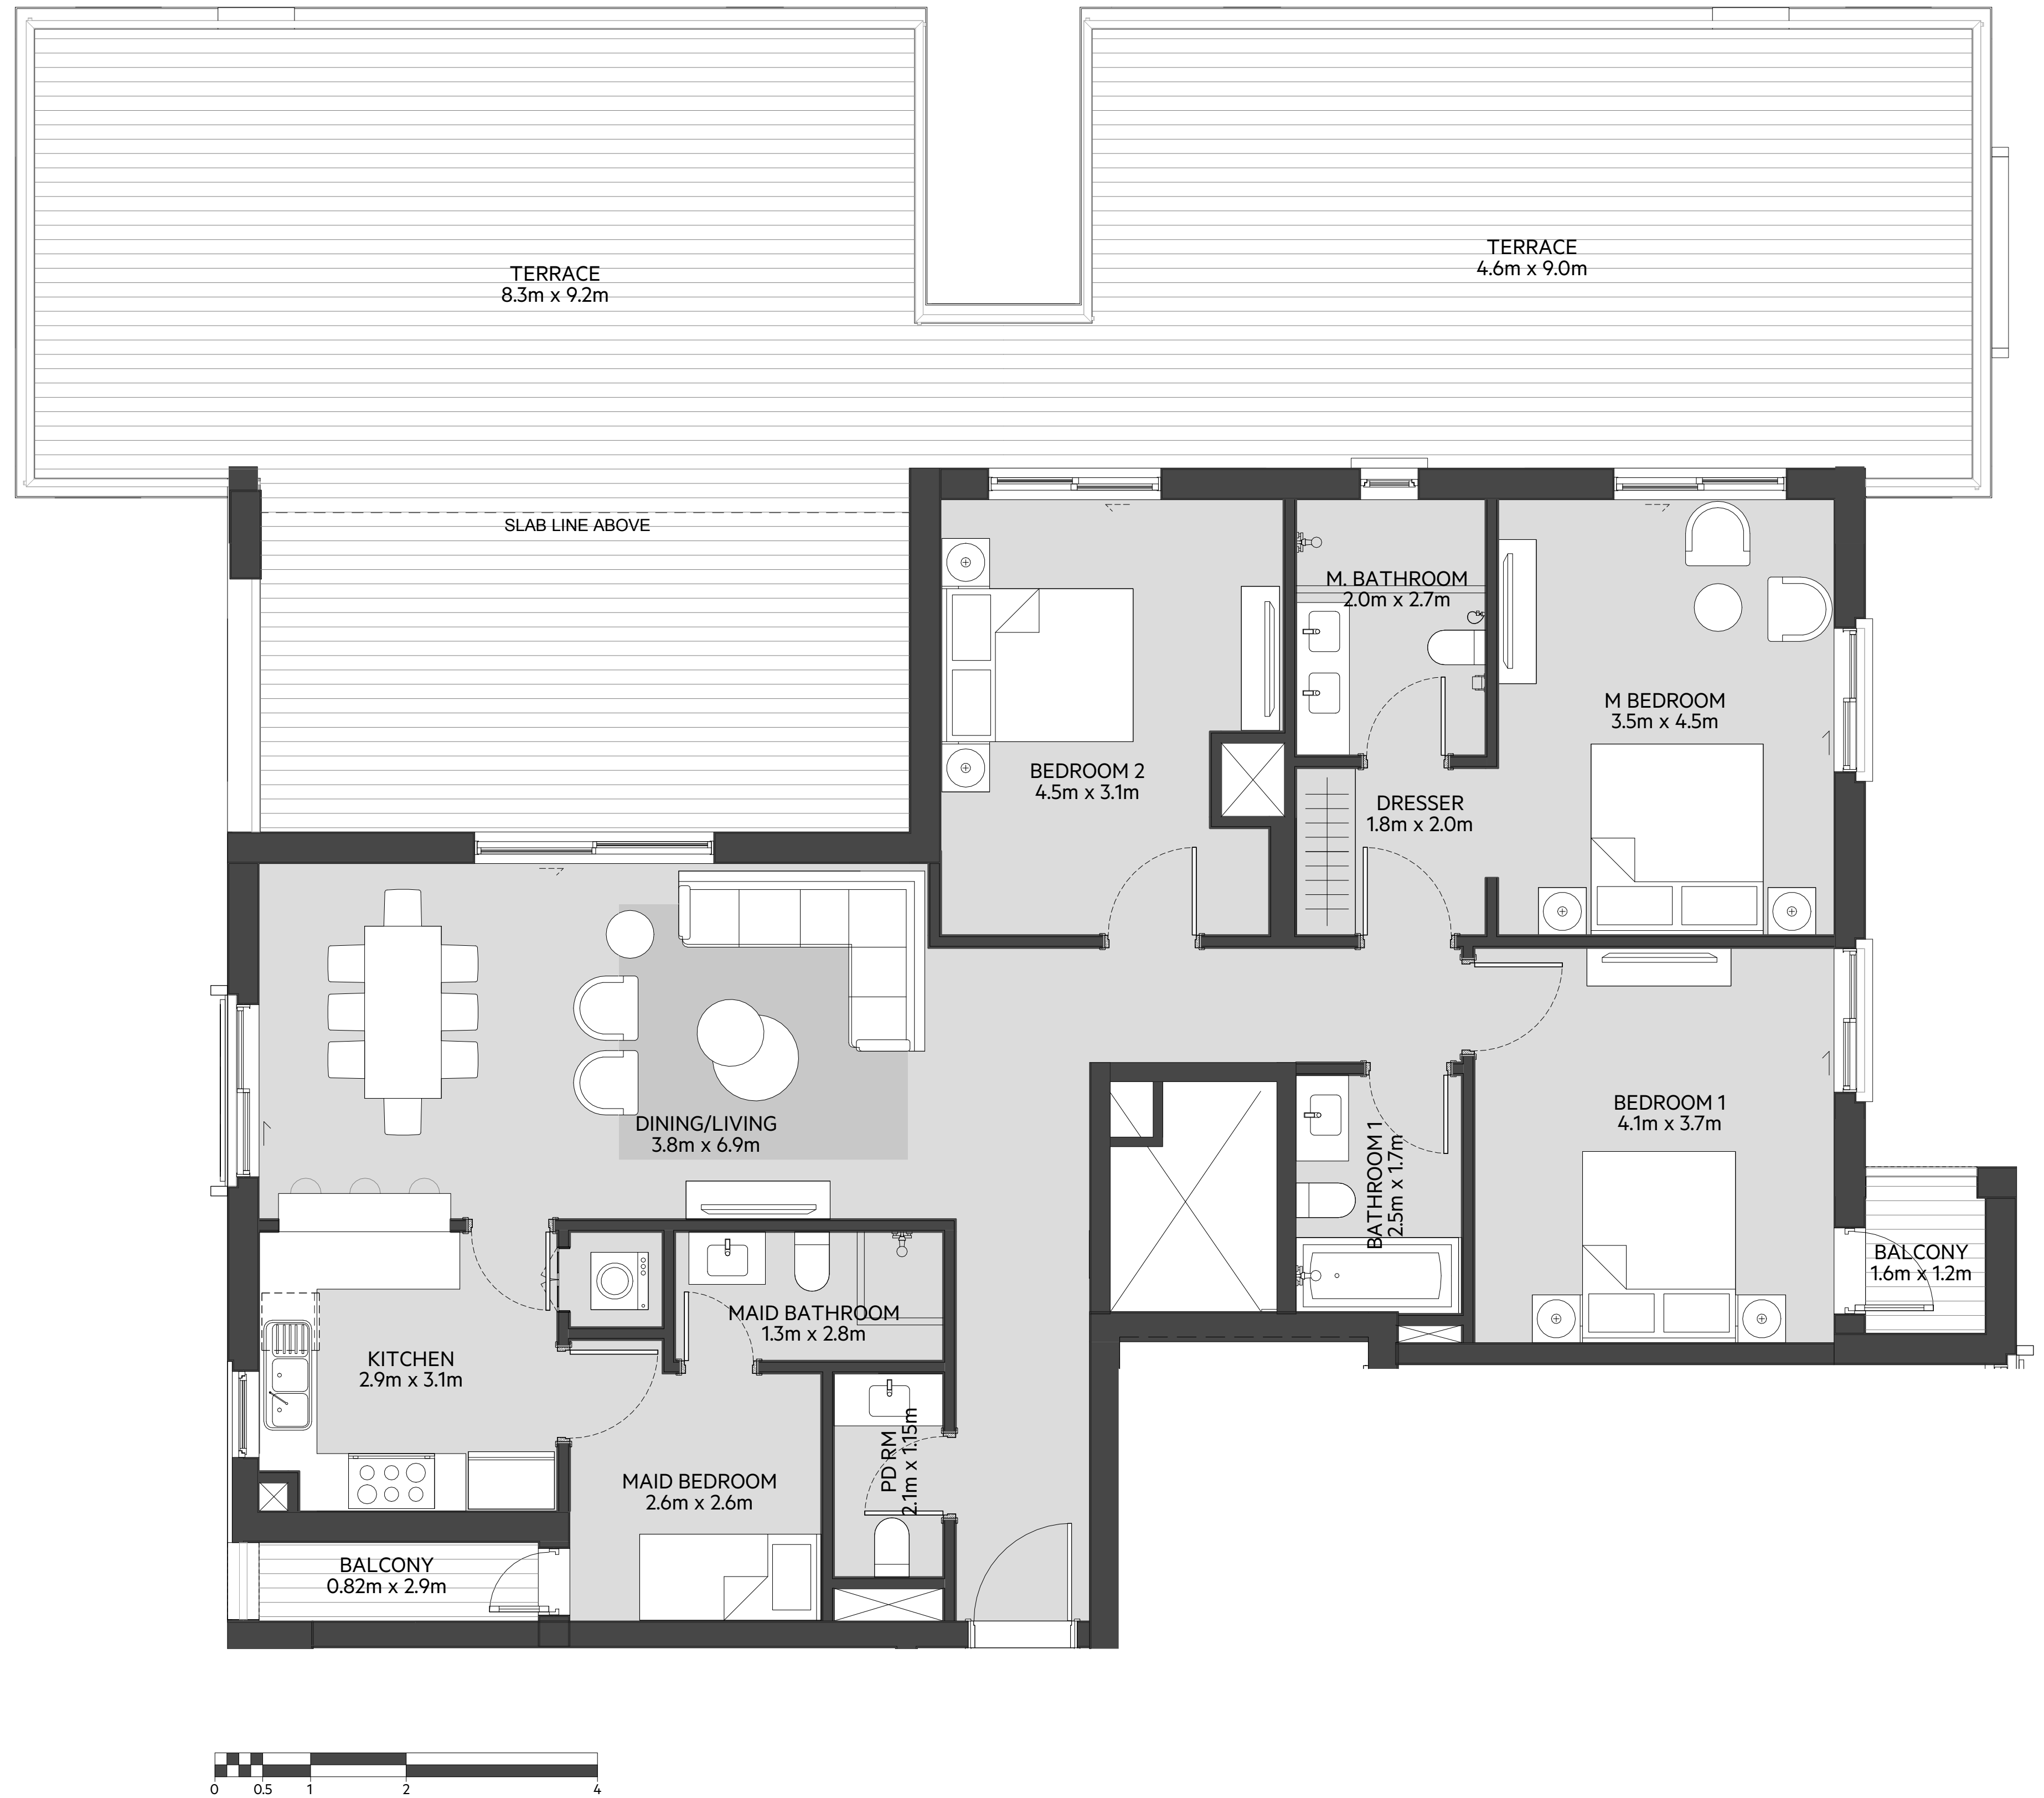 TERRACE
8.3m x 9.2m
TERRACE
4.6m x 9.0m
SLAB LINE ABOVE
M. BATHROOM
2.0m x 2.7m
M BEDROOM
3.5m x 4.5m
BEDROOM 2
4.5m x 3.1m
DRESSER
1.8m x 2.0m
DINING/LIVING
3.8m x 6.9m
BEDROOM 1
4.1m x 3.7m
BATHROOM 1
2.5m x 1.7m
BALCONY
1.6m x 1.2m
MAID BATHROOM
1.3m x 2.8m
KITCHEN
2.9m x 3.1m
MAID BEDROOM
2.6m x 2.6m
PD RM
2.1m x 1.15m
BALCONY
0.82m x 2.9m
0 0.5 1 2 4